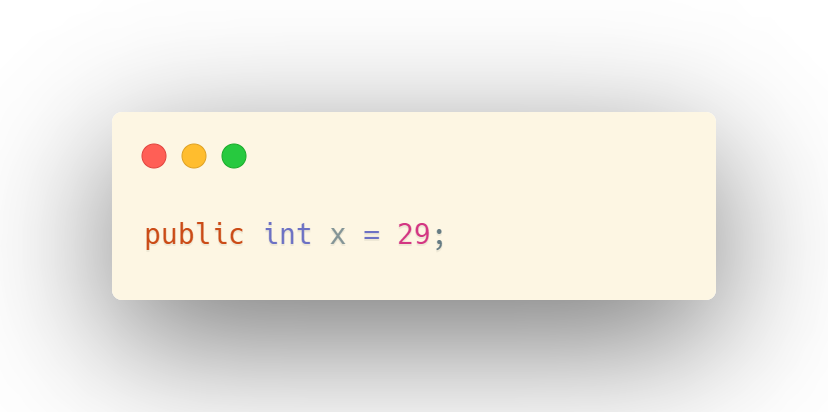 public int x = 29;